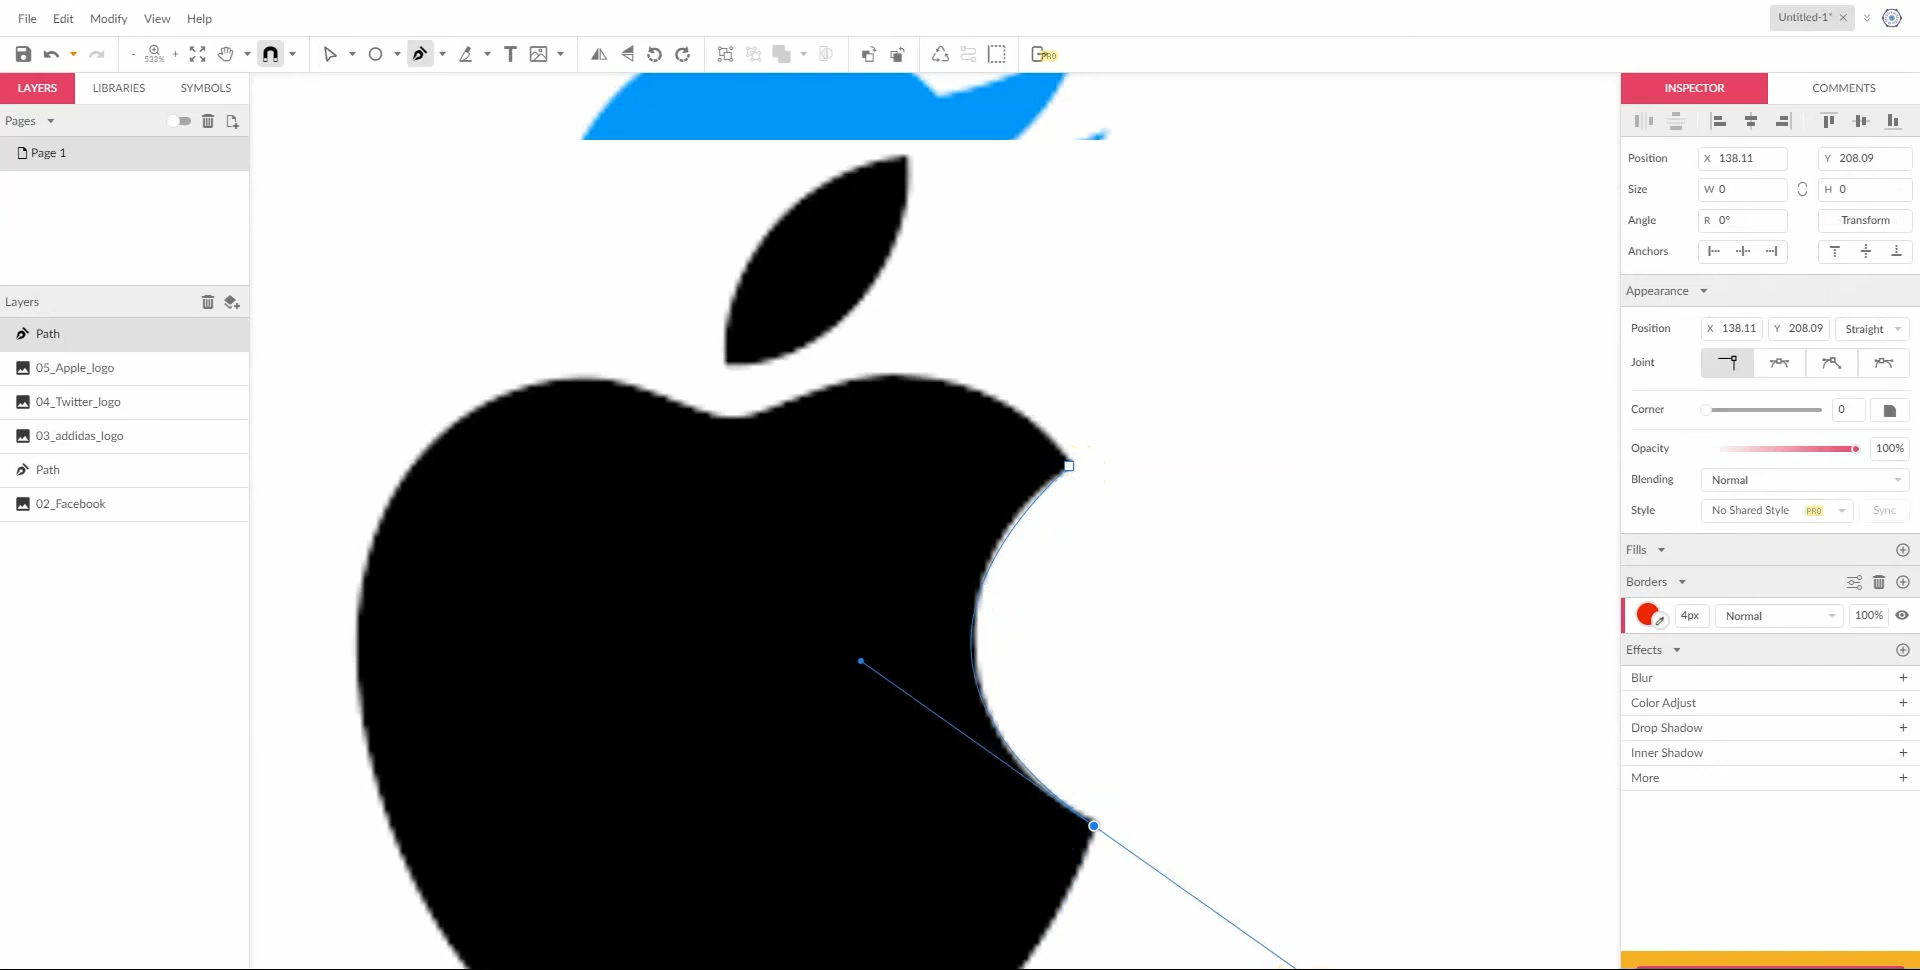 File Edit Modify View Help
Untitled-1*
533%
PRO
LAYERS LIBRARIES SYMBOLS
INSPECTOR COMMENTS
Pages
Page 1
Position X 138.11 Y 208.09
Size W 0 H 0
Angle R 0° Transform
Anchors
Layers
Path
05_Apple_logo
04_Twitter_logo
03_addidas_logo
Path
02_Facebook
Appearance
Position X 138.11 Y 208.09 Straight
Joint
Corner 0
Opacity 100%
Blending Normal
Style No Shared Style PRO Sync
Fills
Borders
4px Normal 100%
Effects
Blur
Color Adjust
Drop Shadow
Inner Shadow
More